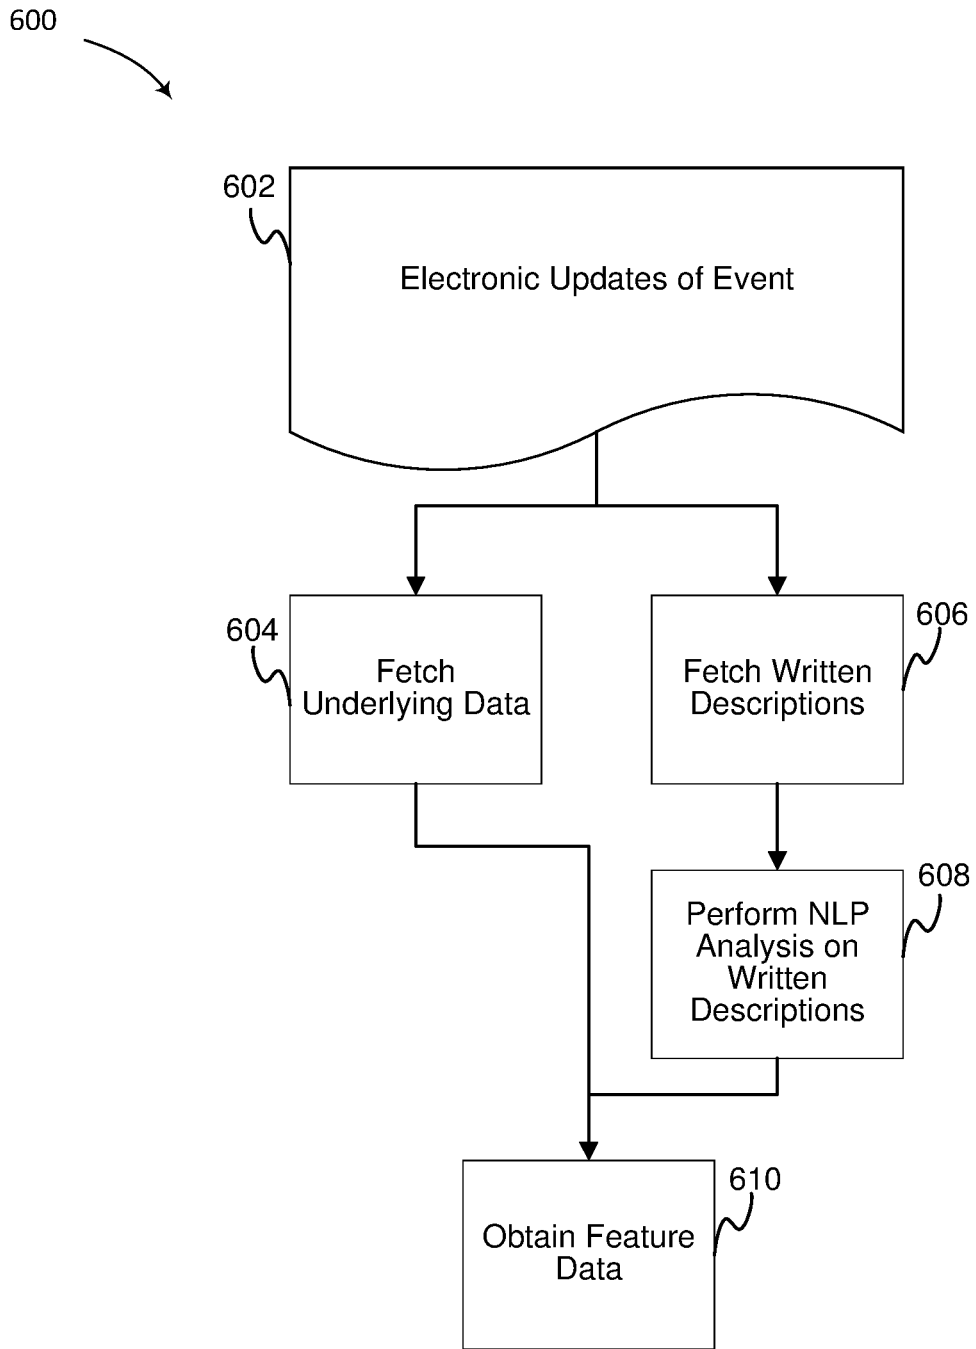 600
602
Electronic Updates of Event
604
Fetch
Underlying Data
606
Fetch Written
Descriptions
608
Perform NLP
Analysis on
Written
Descriptions
610
Obtain Feature
Data